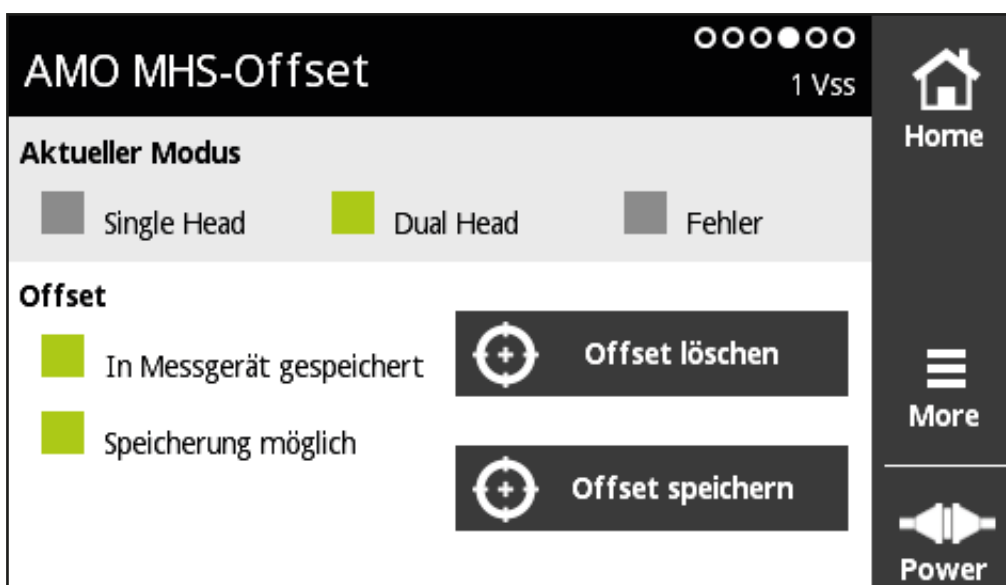 AMO MHS-Offset
1 Vss
Home
Aktueller Modus
Single Head
Dual Head
Fehler
Offset
In Messgerät gespeichert
Offset löschen
More
Speicherung möglich
Offset speichern
Power